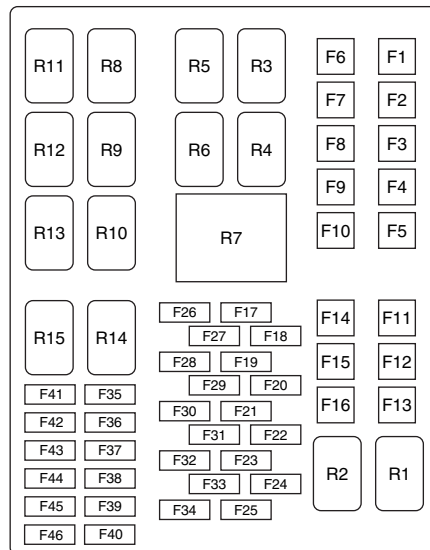 R11 R8 R5 R3 F6 F1
F7 F2
R12 R9 R6 R4 F8 F3
F9 F4
R13 R10 R7 F10 F5
F26 F17
R15 R14 F27 F18 F14 F11
F28 F19 F15 F12
F41 F35 F29 F20
F42 F36 F30 F21 F16 F13
F43 F37 F31 F22
F44 F38 F32 F23 R2 R1
F45 F39 F33 F24
F34 F25
F46 F40